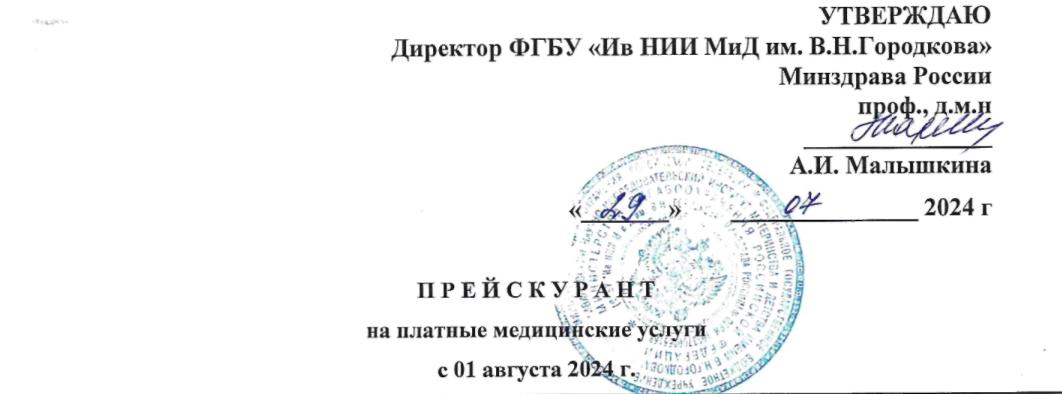 УТВЕРЖДАЮ
Директор ФГБУ «Ив НИИ МиД им. В.Н.Городкова»
Минздрава России
проф., д.м.н
А.И. Малышкина
« 29 » 07 2024 г
П Р Е Й С К У Р А Н Т
на платные медицинские услуги
с 01 августа 2024 г.